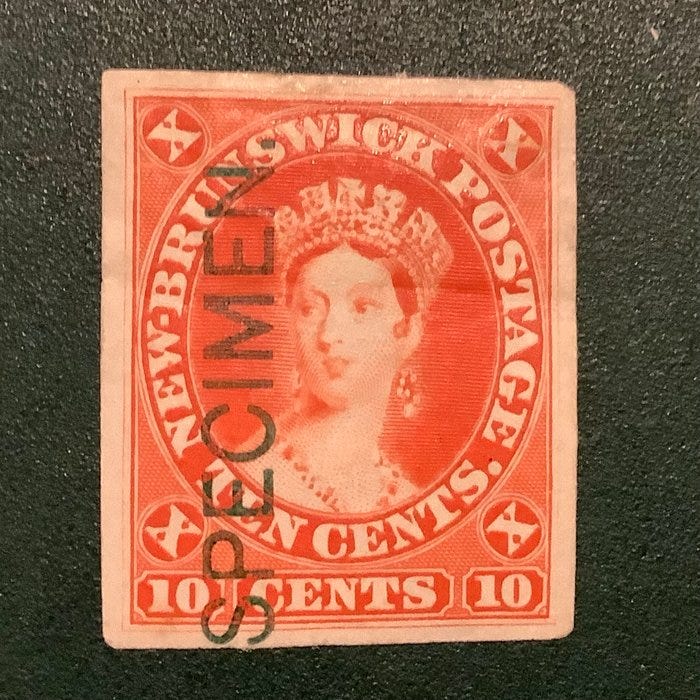 X X
NEW-BRUNSWICK POSTAGE.
TEN CENTS.
X X
10 CENTS 10
SPECIMEN.